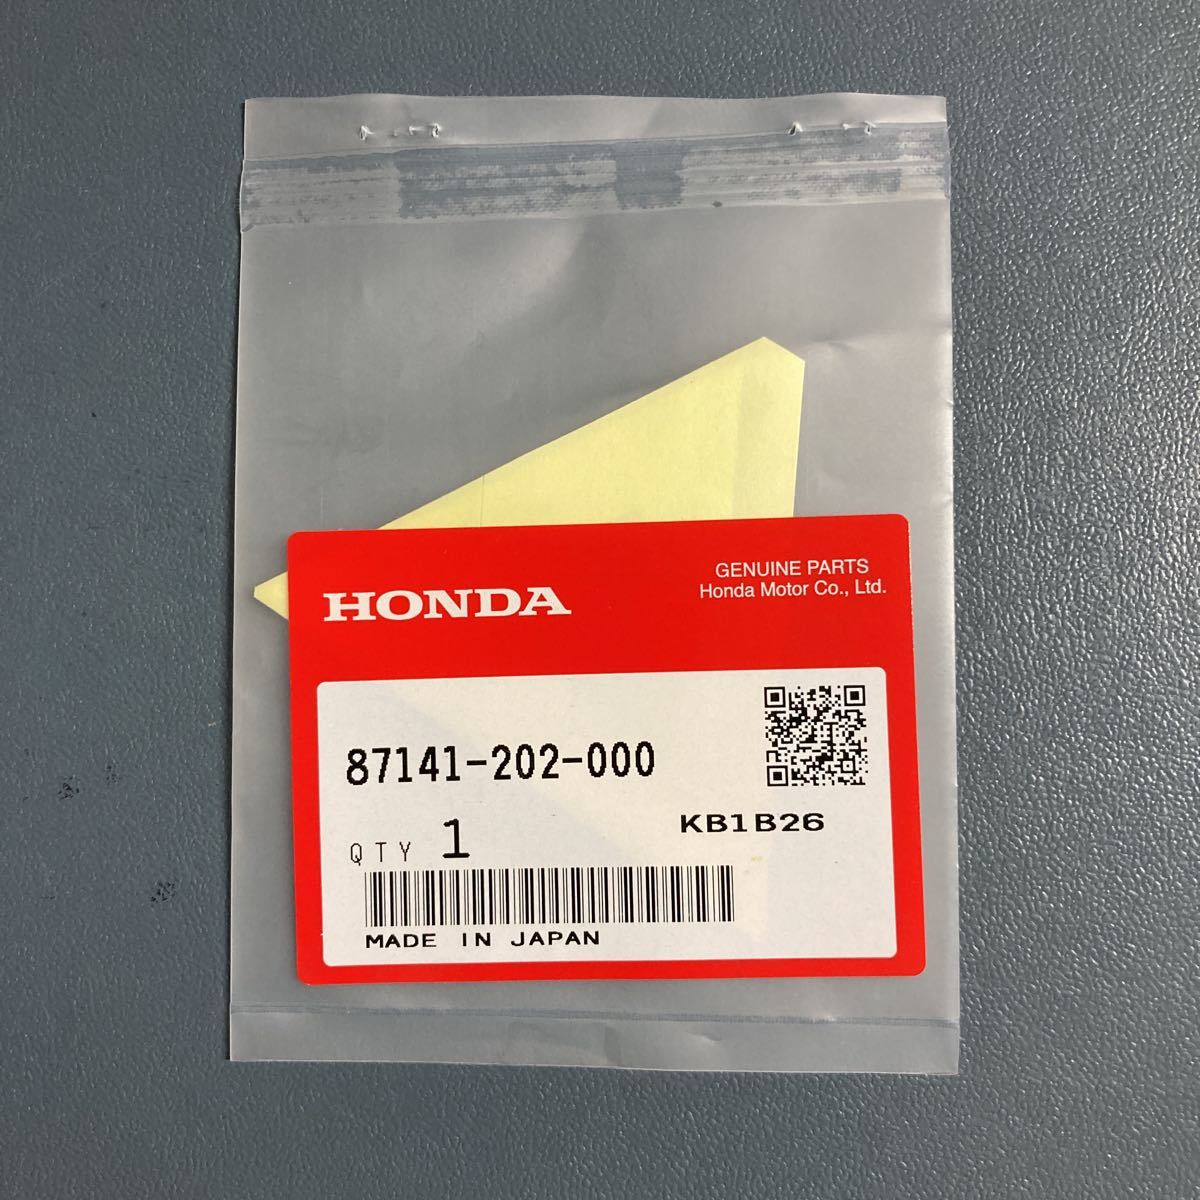 HONDA
GENUINE PARTS
Honda Motor Co., Ltd.
87141-202-000
KB1B26
QTY 1
MADE IN JAPAN